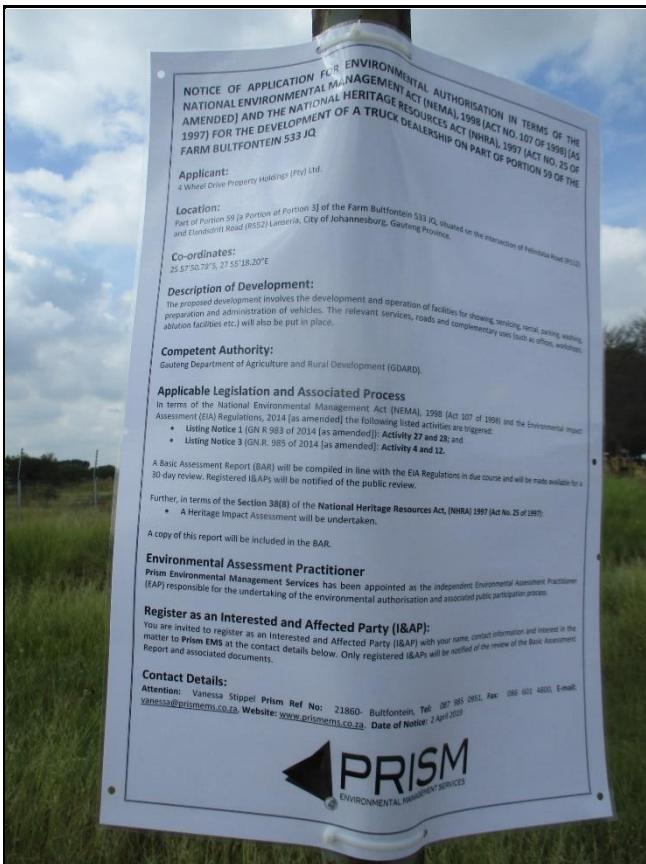 NOTICE OF APPLICATION FOR ENVIRONMENTAL AUTHORISATION IN TERMS OF THE
NATIONAL ENVIRONMENTAL MANAGEMENT ACT (NEMA), 1998 (ACT NO. 107 OF 1998) [AS
AMENDED] AND THE NATIONAL HERITAGE RESOURCES ACT (NHRA), 1997 (ACT NO. 25 OF
1997) FOR THE DEVELOPMENT OF A TRUCK DEALERSHIP ON PART OF PORTION 59 OF THE
FARM BULTFONTEIN 533 JQ
Applicant:
4 Wheel Drive Property Holdings (Pty) Ltd.
Location:
Part of Portion 59 [a Portion of Portion 3] of the Farm Bultfontein 533 JQ, situated on the intersection of Pelindaba Road (R512)
and Elandsdrift Road (R552) Lanseria, City of Johannesburg, Gauteng Province.
Co-ordinates:
25 57'50.79"S, 27 55'18.20"E
Description of Development:
The proposed development involves the development and operation of facilities for showing, servicing, rental, parking, washing,
preparation and administration of vehicles. The relevant services, roads and complementary uses (such as offices, workshops,
ablution facilities etc.) will also be put in place.
Competent Authority:
Gauteng Department of Agriculture and Rural Development (GDARD).
Applicable Legislation and Associated Process
In terms of the National Environmental Management Act (NEMA), 1998 (Act 107 of 1998) and the Environmental Impact
Assessment (EIA) Regulations, 2014 [as amended] the following listed activities are triggered:
• Listing Notice 1 (GN R 983 of 2014 [as amended]): Activity 27 and 28; and
• Listing Notice 3 (GN.R. 985 of 2014 [as amended]: Activity 4 and 12.
A Basic Assessment Report (BAR) will be compiled in line with the EIA Regulations in due course and will be made available for a
30-day review. Registered I&APs will be notified of the public review.
Further, in terms of the Section 38(8) of the National Heritage Resources Act, (NHRA) 1997 (Act No. 25 of 1997):
• A Heritage Impact Assessment will be undertaken.
A copy of this report will be included in the BAR.
Environmental Assessment Practitioner
Prism Environmental Management Services has been appointed as the independent Environmental Assessment Practitioner
(EAP) responsible for the undertaking of the environmental authorisation and associated public participation process.
Register as an Interested and Affected Party (I&AP):
You are invited to register as an Interested and Affected Party (I&AP) with your name, contact information and interest in the
matter to Prism EMS at the contact details below. Only registered I&APs will be notified of the review of the Basic Assessment
Report and associated documents.
Contact Details:
Attention: Vanessa Stippel Prism Ref No: 21860- Bultfontein, Tel: 087 985 0951, Fax: 086 601 4800, E-mail:
vanessa@prismems.co.za, Website: www.prismems.co.za. Date of Notice: 2 April 2019
PRISM
ENVIRONMENTAL MANAGEMENT SERVICES